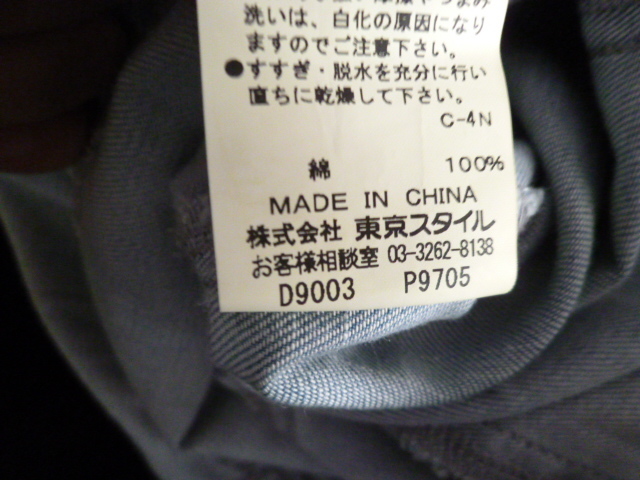 洗いは、白化の原因になり
ますのでご注意下さい。
●すすぎ・脱水を充分に行い
直ちに乾燥して下さい。
C-4N
綿 100%
MADE IN CHINA
株式会社 東京スタイル
お客様相談室 03-3262-8138
D9003 P9705